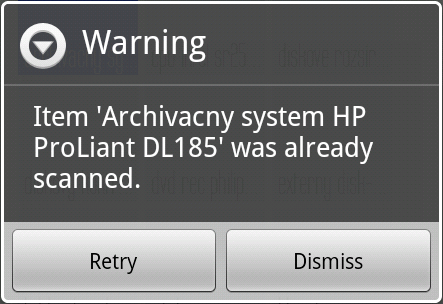 Warning
Item 'Archivacny system HP
ProLiant DL185' was already
scanned.
Retry
Dismiss